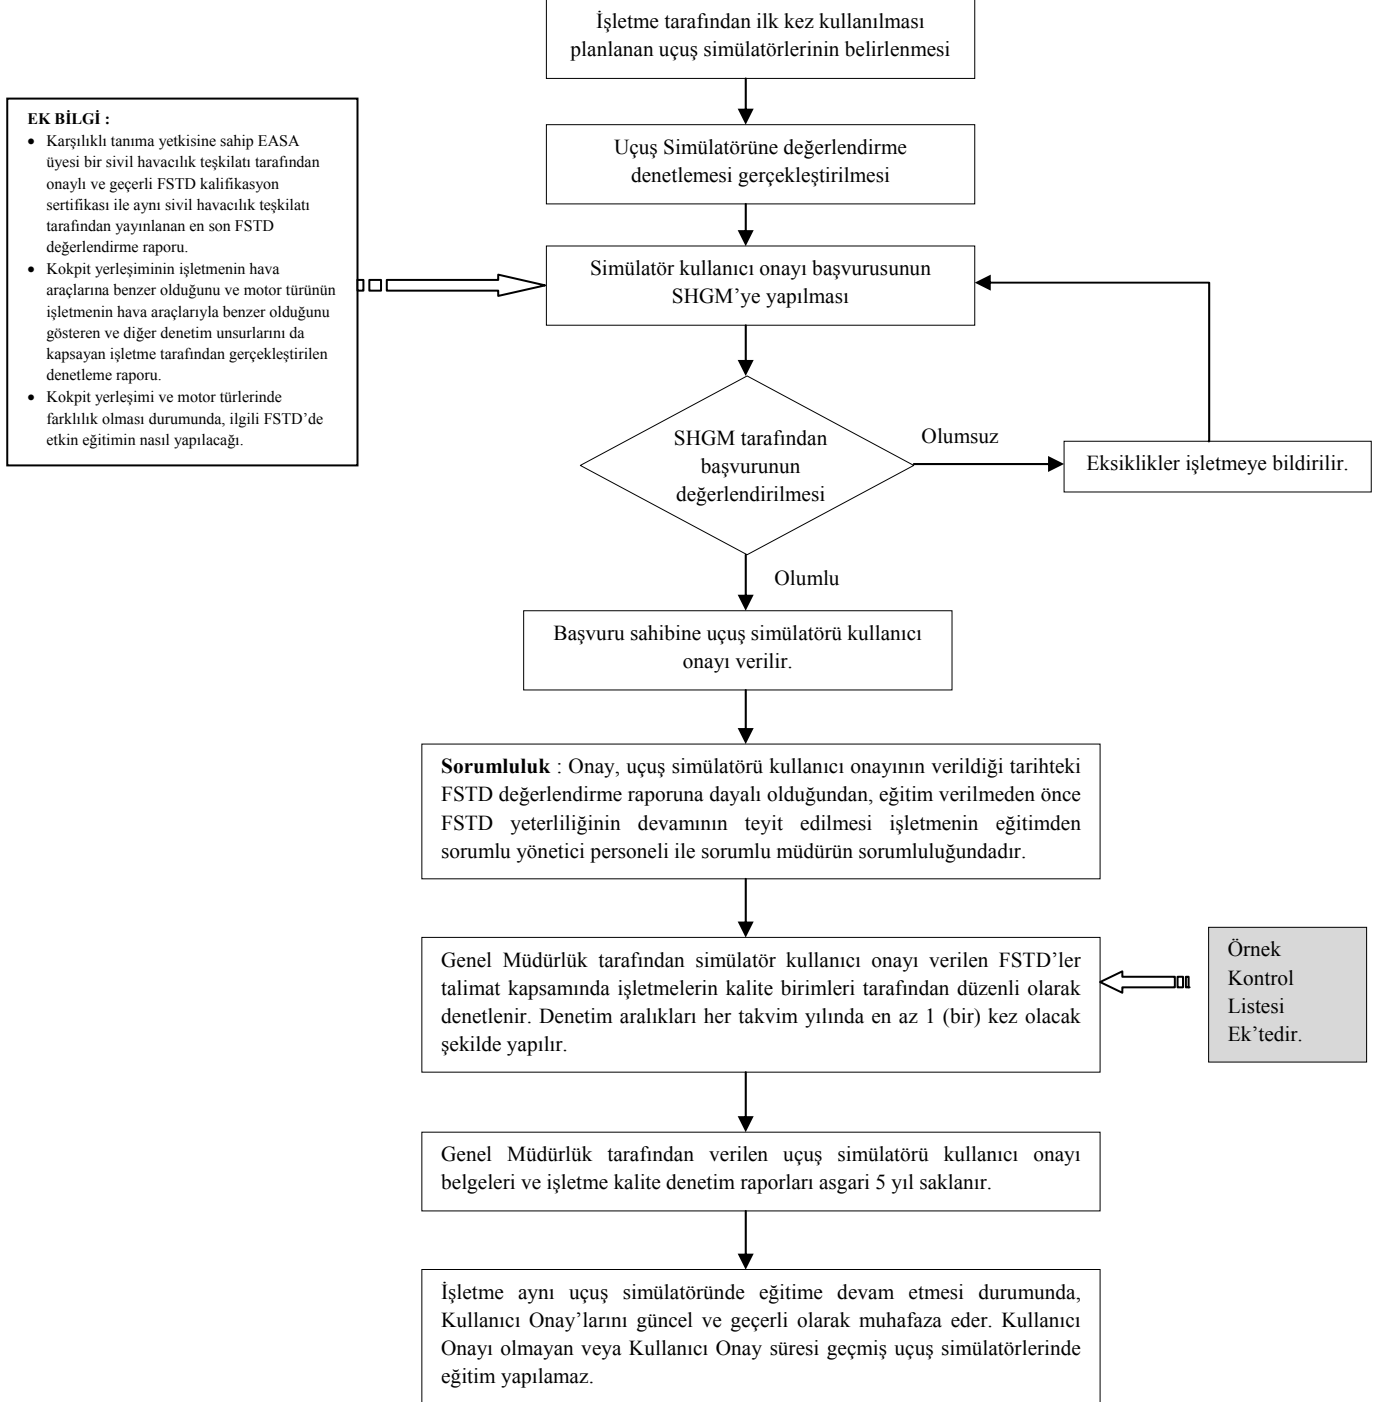 İşletme tarafından ilk kez kullanılması
planlanan uçuş simülatörlerinin belirlenmesi
EK BİLGİ :
• Karşılıklı tanıma yetkisine sahip EASA
üyesi bir sivil havacılık teşkilatı tarafından
onaylı ve geçerli FSTD kalifikasyon
sertifikası ile aynı sivil havacılık teşkilatı
tarafından yayınlanan en son FSTD
değerlendirme raporu.
• Kokpit yerleşiminin işletmenin hava
araçlarına benzer olduğunu ve motor türünün
işletmenin hava araçlarıyla benzer olduğunu
gösteren ve diğer denetim unsurlarını da
kapsayan işletme tarafından gerçekleştirilen
denetleme raporu.
• Kokpit yerleşimi ve motor türlerinde
farklılık olması durumunda, ilgili FSTD’de
etkin eğitimin nasıl yapılacağı.
Uçuş Simülatörüne değerlendirme
denetlemesi gerçekleştirilmesi
Simülatör kullanıcı onayı başvurusunun
SHGM’ye yapılması
SHGM tarafından
başvurunun
değerlendirilmesi
Olumsuz
Eksiklikler işletmeye bildirilir.
Olumlu
Başvuru sahibine uçuş simülatörü kullanıcı
onayı verilir.
Sorumluluk : Onay, uçuş simülatörü kullanıcı onayının verildiği tarihteki
FSTD değerlendirme raporuna dayalı olduğundan, eğitim verilmeden önce
FSTD yeterliliğinin devamının teyit edilmesi işletmenin eğitimden
sorumlu yönetici personeli ile sorumlu müdürün sorumluluğundadır.
Genel Müdürlük tarafından simülatör kullanıcı onayı verilen FSTD’ler
talimat kapsamında işletmelerin kalite birimleri tarafından düzenli olarak
denetlenir. Denetim aralıkları her takvim yılında en az 1 (bir) kez olacak
şekilde yapılır.
Örnek
Kontrol
Listesi
Ek’tedir.
Genel Müdürlük tarafından verilen uçuş simülatörü kullanıcı onayı
belgeleri ve işletme kalite denetim raporları asgari 5 yıl saklanır.
İşletme aynı uçuş simülatöründe eğitime devam etmesi durumunda,
Kullanıcı Onay’larını güncel ve geçerli olarak muhafaza eder. Kullanıcı
Onayı olmayan veya Kullanıcı Onay süresi geçmiş uçuş simülatörlerinde
eğitim yapılamaz.